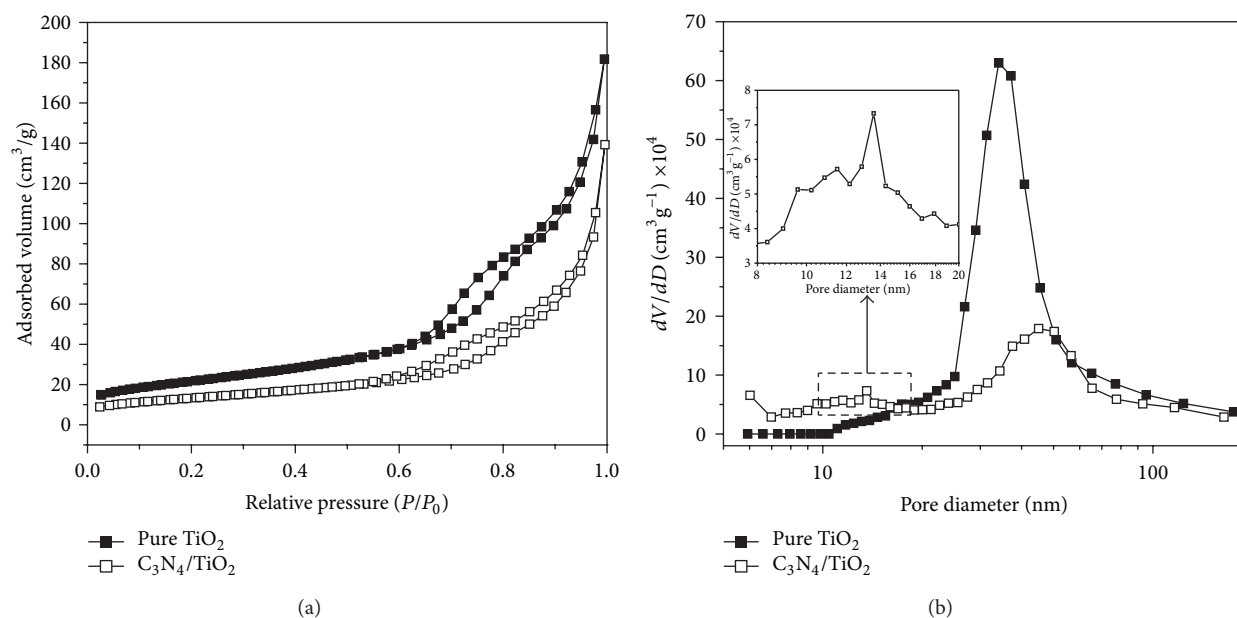 200
180
160
140
120
100
80
60
40
20
0
Adsorbed volume (cm³/g)
0.0 0.2 0.4 0.6 0.8 1.0
Relative pressure (P/P₀)
Pure TiO₂
C₃N₄/TiO₂
(a)
70
60
50
40
30
20
10
0
dV/dD (cm³ g⁻¹) ×10⁴
8
7
6
5
4
3
dV/dD (cm³ g⁻¹) ×10⁴
8 10 12 14 16 18 20
Pore diameter (nm)
10 100
Pore diameter (nm)
Pure TiO₂
C₃N₄/TiO₂
(b)